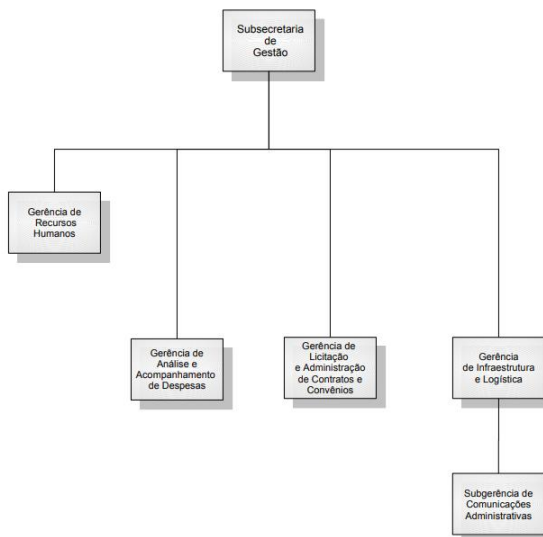 Subsecretaria
de
Gestão
Gerência de
Recursos
Humanos
Gerência de
Análise e
Acompanhamento
de Despesas
Gerência de
Licitação
e Administração
de Contratos e
Convênios
Gerência
de Infraestrutura
e Logística
Subgerência de
Comunicações
Administrativas